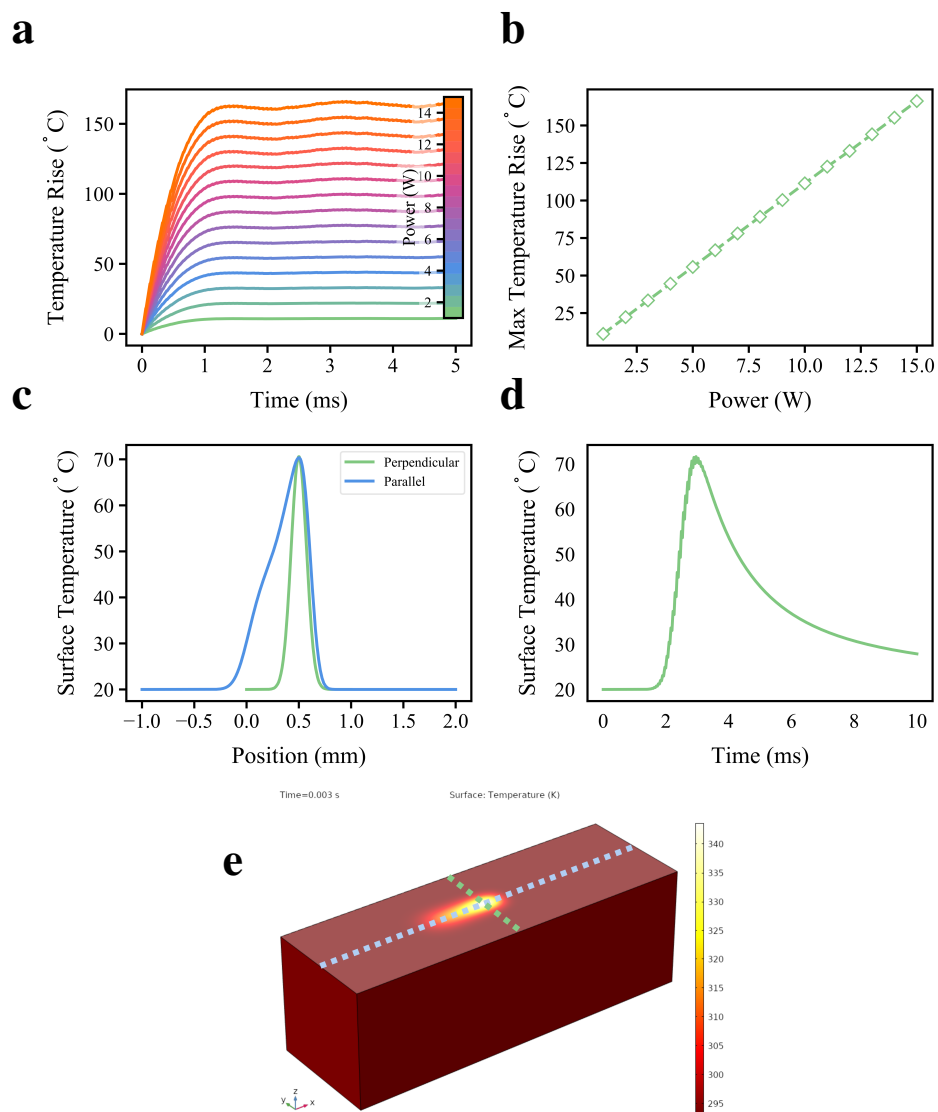 a
Temperature Rise (°C)
150
100
50
0
0 1 2 3 4 5
Time (ms)
Power (W)
14
12
10
8
6
4
2
b
Max Temperature Rise (°C)
150
125
100
75
50
25
2.5 5.0 7.5 10.0 12.5 15.0
Power (W)
c
Surface Temperature (°C)
70
60
50
40
30
20
−1.0 −0.5 0.0 0.5 1.0 1.5 2.0
Position (mm)
Perpendicular
Parallel
d
Surface Temperature (°C)
70
60
50
40
30
20
0 2 4 6 8 10
Time (ms)
Time=0.003 s Surface: Temperature (K)
e
340
335
330
325
320
315
310
305
300
295
z
y x